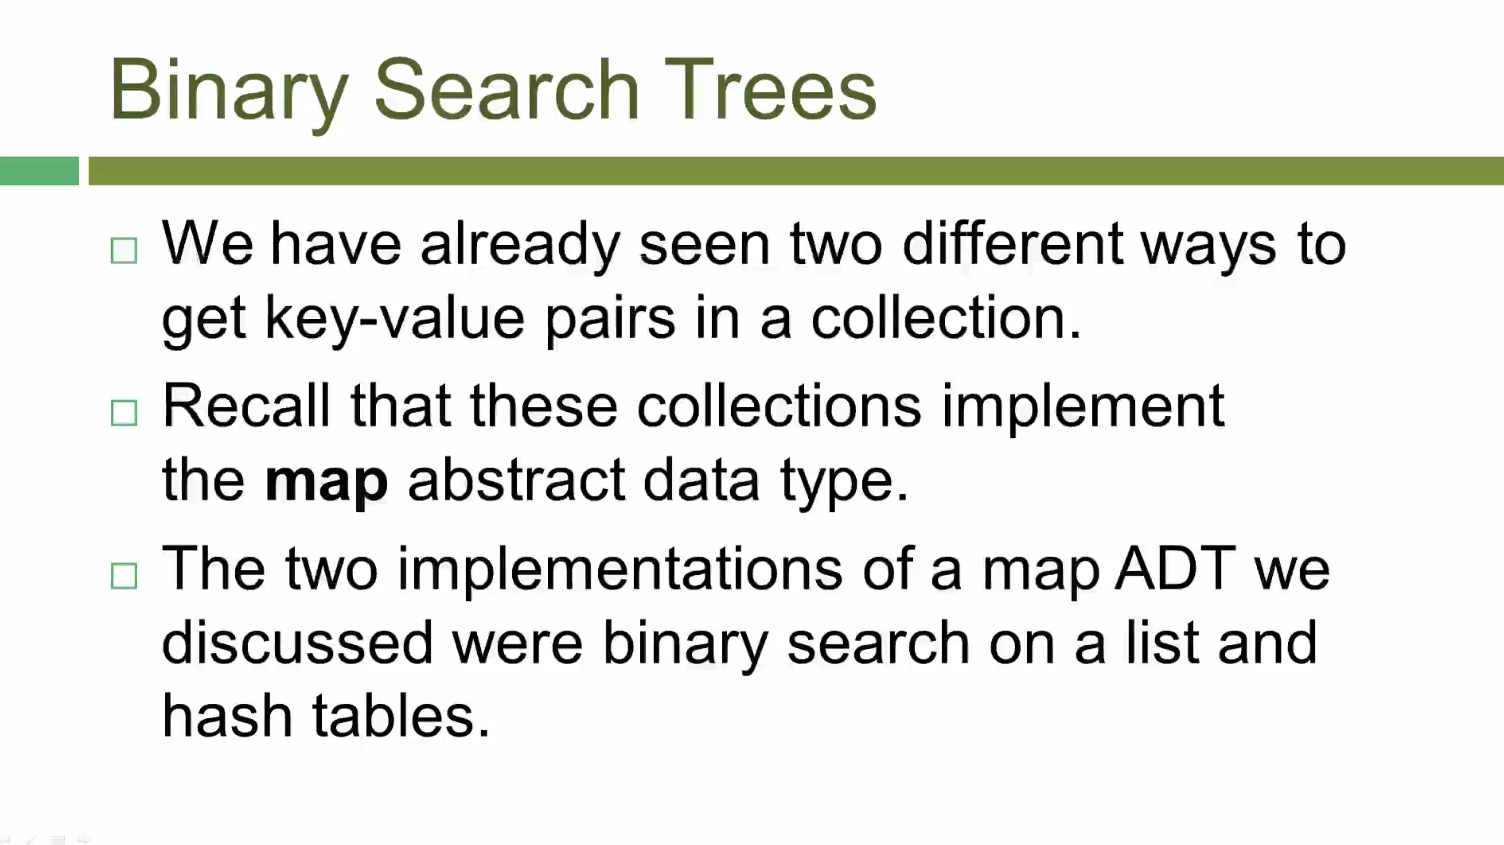 Binary Search Trees
We have already seen two different ways to
get key-value pairs in a collection.
Recall that these collections implement
the map abstract data type.
The two implementations of a map ADT we
discussed were binary search on a list and
hash tables.